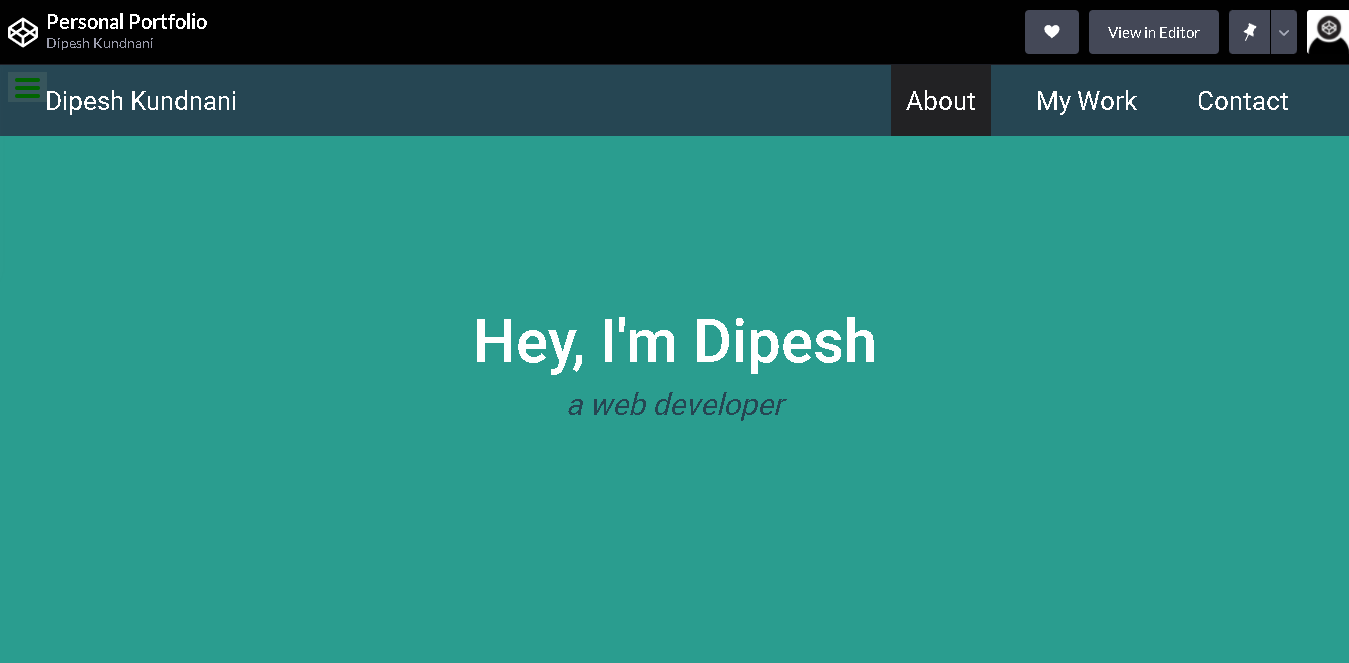 Personal Portfolio
Dipesh Kundnani
View in Editor
Dipesh Kundnani
About
My Work
Contact
Hey, I'm Dipesh
a web developer